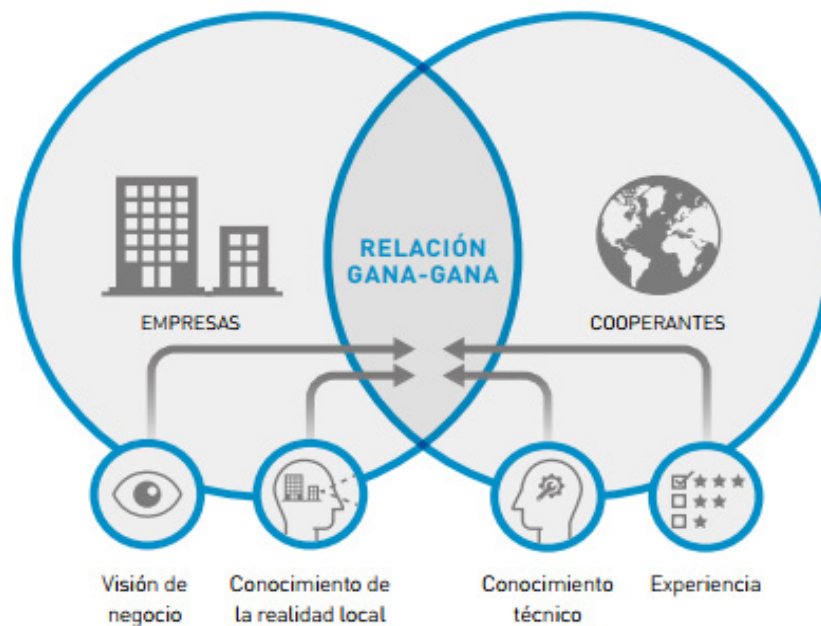 RELACIÓN
GANA-GANA
EMPRESAS
COOPERANTES
Visión de
negocio
Conocimiento de
la realidad local
Conocimiento
técnico
Experiencia